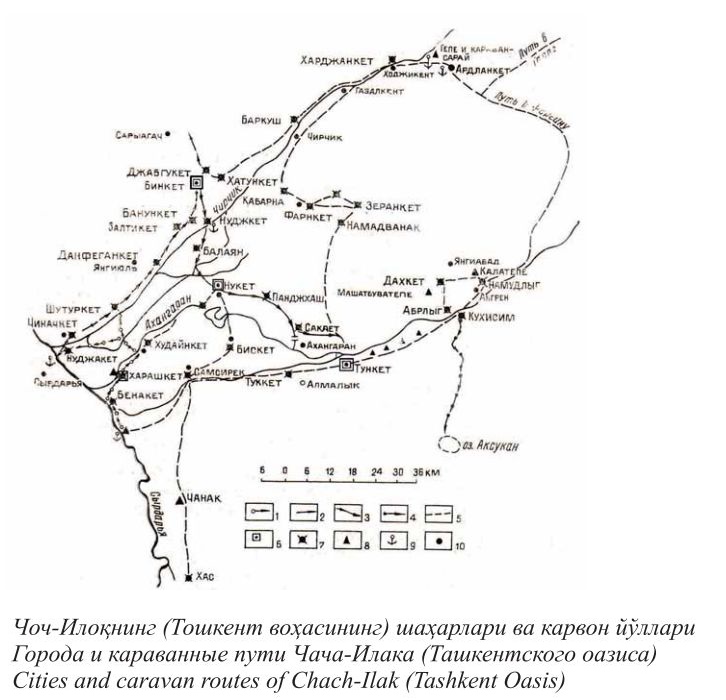 ТЕПЕ И КАРАВАН-
САРАЙ
ХАРДЖАНКЕТ
ХОДЖИКЕНТ
АРДЛАНКЕТ
ПУТЬ В
ПУТЬ В ФЕРГАНУ
ГАЗАЛКЕНТ
БАРКУШ
ЧИРЧИК
САРЫАГАЧ
ДЖАБГУКЕТ
БИНКЕТ
ХАТУНКЕТ
ЧИРЧИК
КАБАРНА
ФАРНКЕТ
ЗЕРАНКЕТ
БАНУНКЕТ
ЗАЛТИКЕТ
НУДЖКЕТ
НАМАДВАНАК
БАЛАЯН
ДАНФЕГАНКЕТ
ЯНГИЮЛЬ
ЯНГИАБАД
КАЛАТЕПЕ
ДАХКЕТ
НАМУДЛЫГ
МАШАТБУВАТЕПЕ
АНГРЕН
НУКЕТ
ПАНДЖХАШ
ШУТУРКЕТ
АБРЛЫГ
КУХИСИМ
ЧИНАЧКЕТ
Ахангаран
САКЛЕТ
НУДЖАКЕТ
ХУДАЙНКЕТ
БИСКЕТ
АХАНГАРАН
СЫРДАРЬЯ
ХАРАШКЕТ
САМСИРЕК
ТУНКЕТ
ТУККЕТ
АЛМАЛЫК
БЕНАКЕТ
оз. Аксукан
6 0 6 12 18 24 30 36 КМ
ЧАНАК
Сырдарья
1 2 3 4 5
6 7 8 9 10
ХАС
Чоч-Илоқнинг (Тошкент воҳасининг) шаҳарлари ва карвон йўллари
Города и караванные пути Чача-Илака (Ташкентского оазиса)
Cities and caravan routes of Chach-Ilak (Tashkent Oasis)